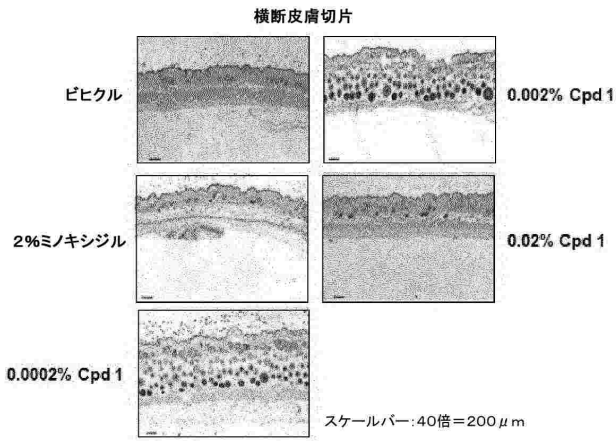 横断皮膚切片
ビヒクル
0.002% Cpd 1
2%ミノキシジル
0.02% Cpd 1
0.0002% Cpd 1
スケールバー:40倍=200μm